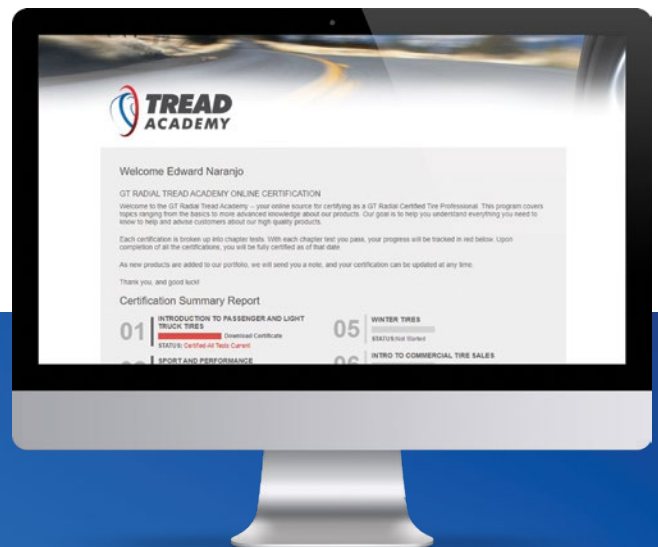 TREAD
ACADEMY
Welcome Edward Naranjo
GT RADIAL TREAD ACADEMY ONLINE CERTIFICATION
Welcome to the GT Radial Tread Academy – your online source for certifying as a GT Radial Certified Tire Professional. This program covers
topics ranging from the basics to more advanced knowledge about our products. Our goal is to help you understand everything you need to
know to help and advise customers about our high quality products.
Each certification is broken up into chapter tests. With each chapter test you pass, your progress will be tracked in red below. Upon
completion of all the certifications, you will be fully certified as of that date
As new products are added to our portfolio, we will send you a note, and your certification can be updated at any time.
Thank you, and good luck!
Certification Summary Report
01
INTRODUCTION TO PASSENGER AND LIGHT
TRUCK TIRES
Download Certificate
STATUS: Certified-All Tests Current
05
WINTER TIRES
STATUS:Not Started
SPORT AND PERFORMANCE
06
INTRO TO COMMERCIAL TIRE SALES